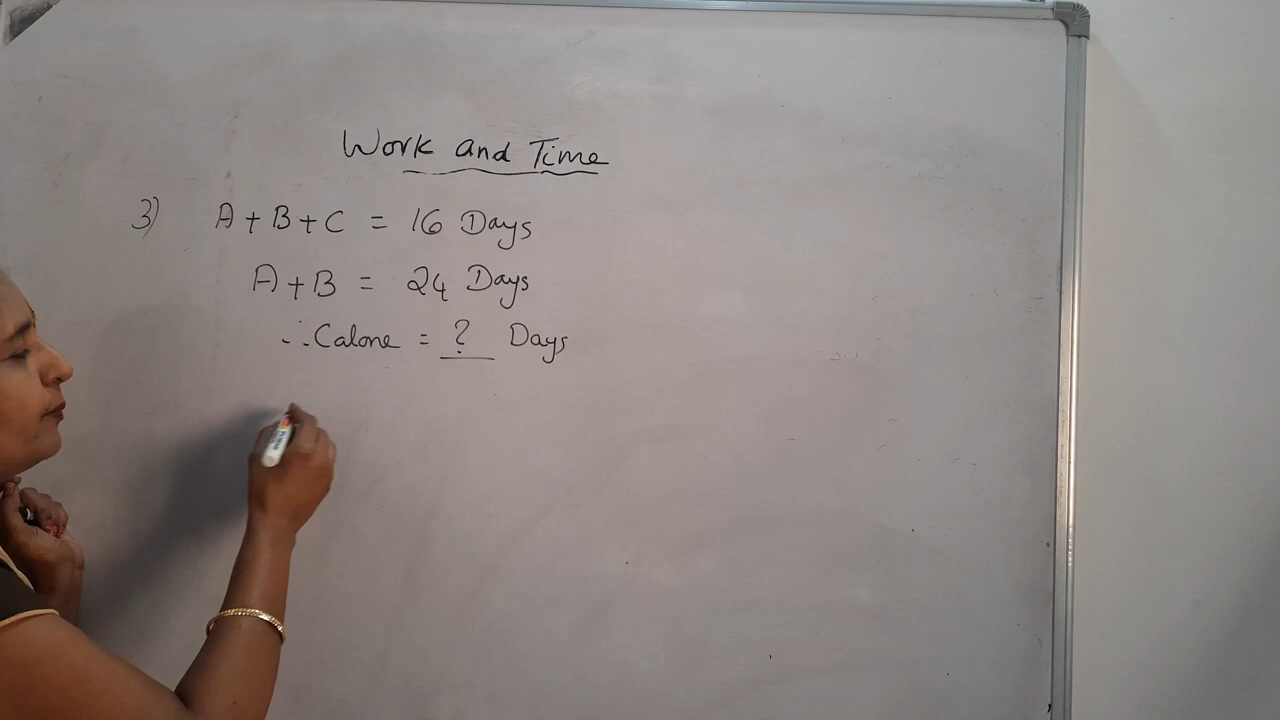 Work and Time
3) A + B + C = 16 Days
A + B = 24 Days
∴ C alone = ? Days